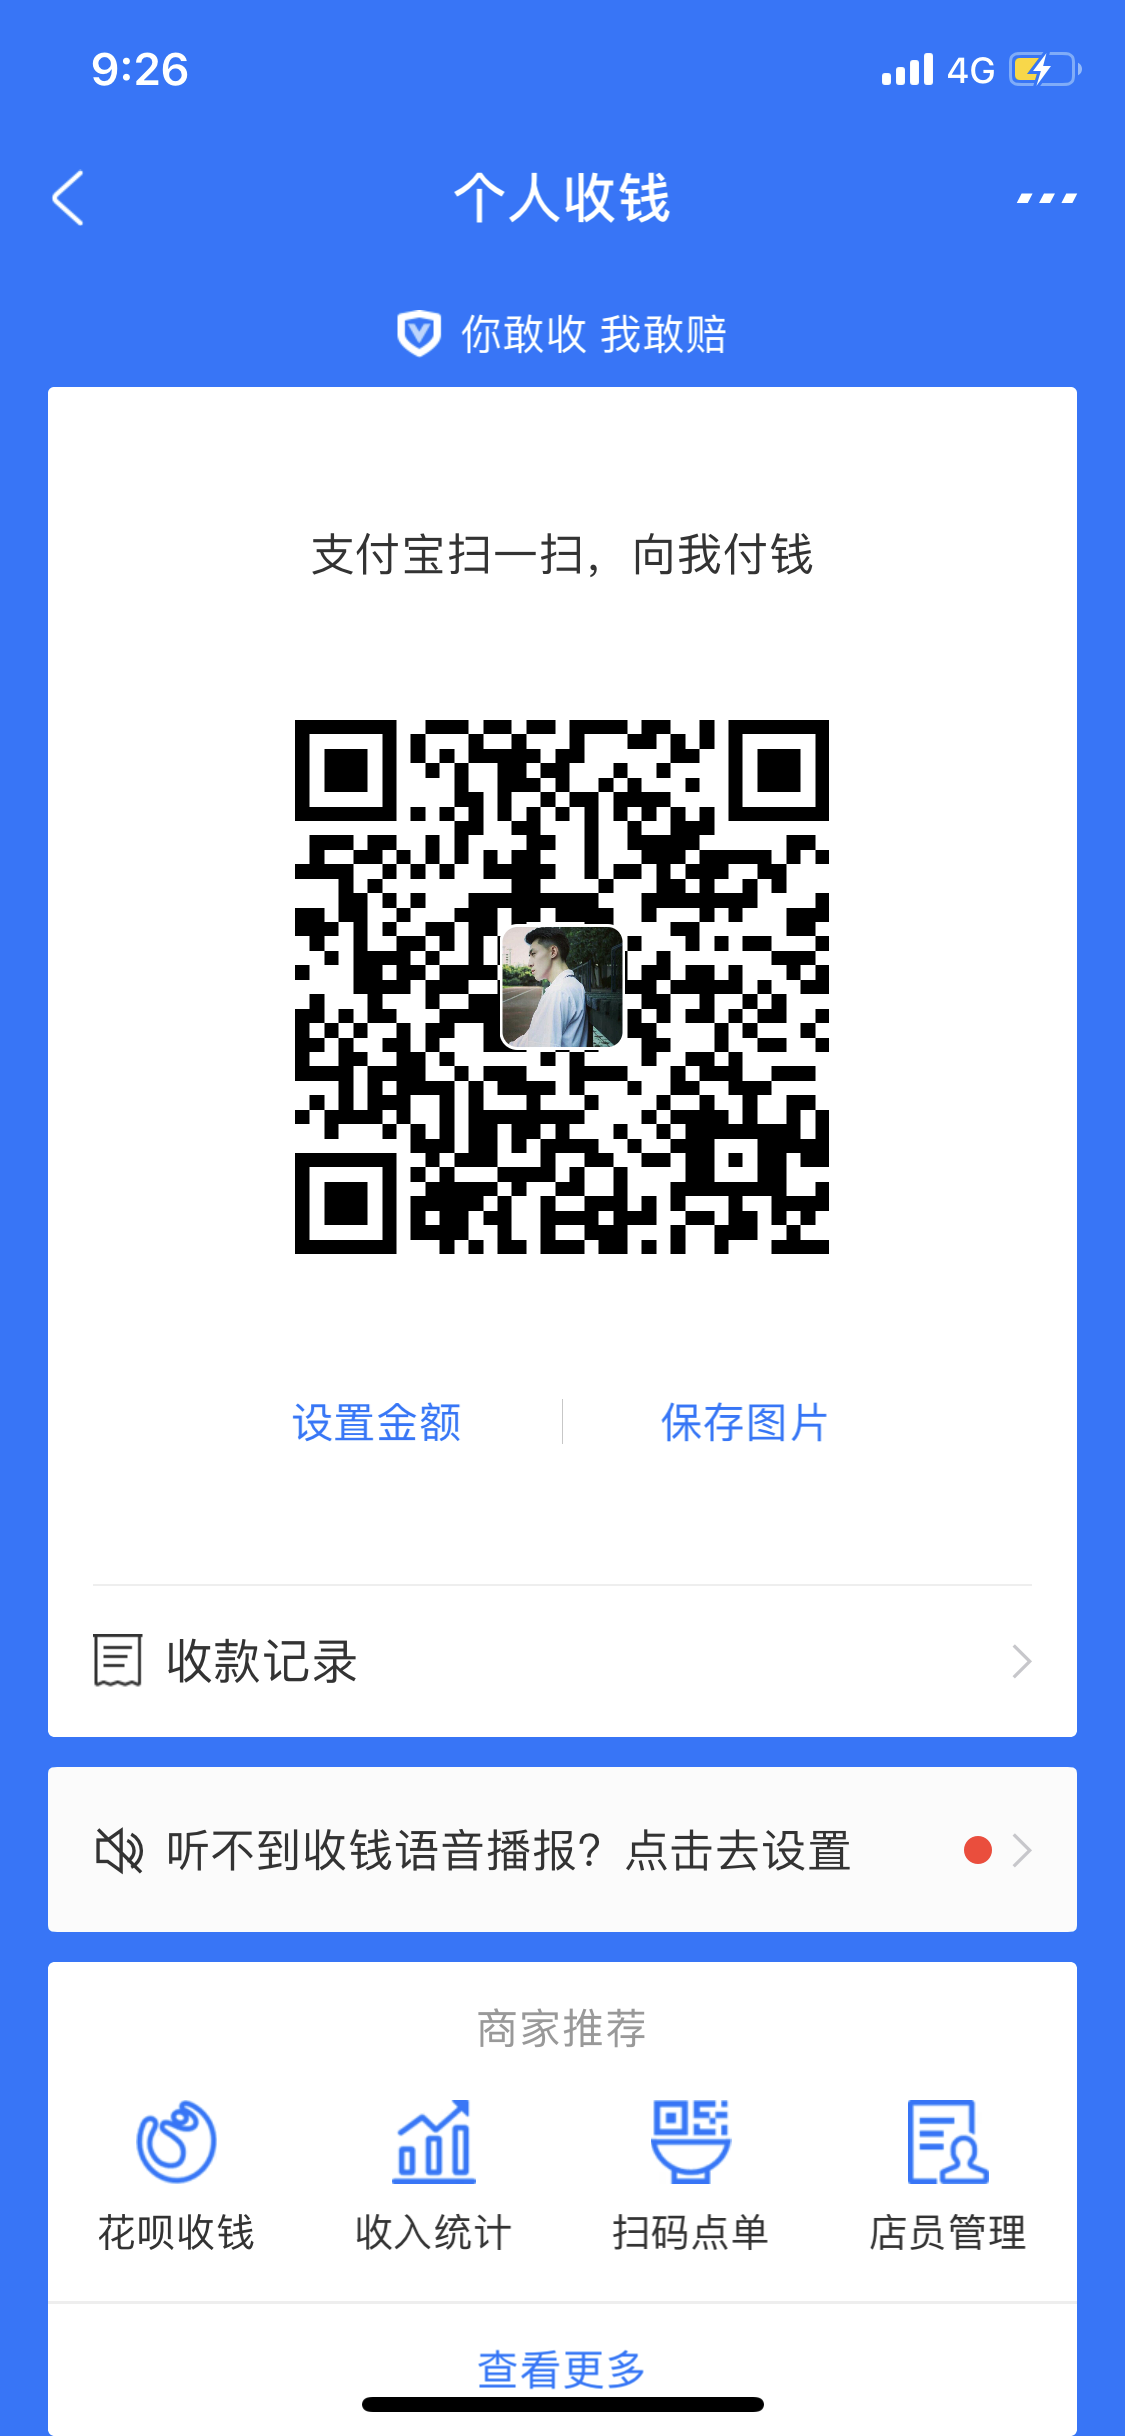 9:26
4G
个人收钱
你敢收 我敢赔
支付宝扫一扫，向我付钱
设置金额
保存图片
收款记录
听不到收钱语音播报？点击去设置
商家推荐
花呗收钱
收入统计
扫码点单
店员管理
查看更多